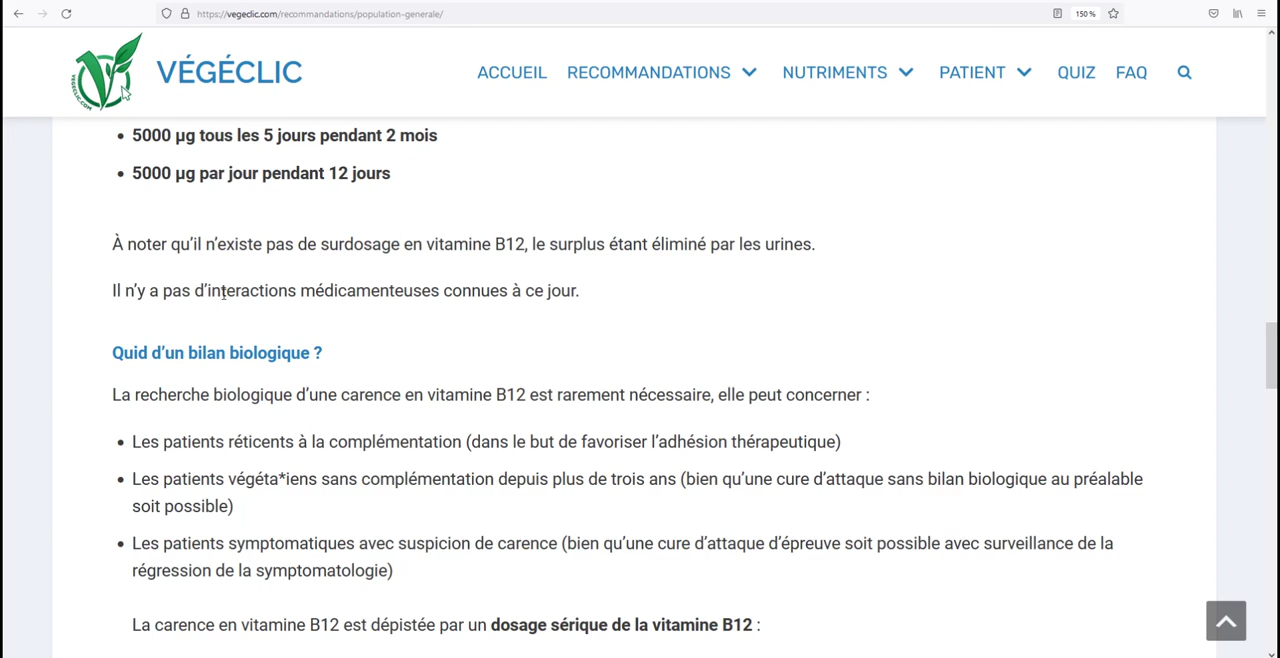 https://vegeclic.com/recommandations/population-generale/
150 %
VÉGÉCLIC
VEGECLIC.COM
ACCUEIL RECOMMANDATIONS NUTRIMENTS PATIENT QUIZ FAQ
• 5000 µg tous les 5 jours pendant 2 mois
• 5000 µg par jour pendant 12 jours
À noter qu’il n’existe pas de surdosage en vitamine B12, le surplus étant éliminé par les urines.
Il n’y a pas d’interactions médicamenteuses connues à ce jour.
Quid d’un bilan biologique ?
La recherche biologique d’une carence en vitamine B12 est rarement nécessaire, elle peut concerner :
• Les patients réticents à la complémentation (dans le but de favoriser l’adhésion thérapeutique)
• Les patients végéta*iens sans complémentation depuis plus de trois ans (bien qu’une cure d’attaque sans bilan biologique au préalable
soit possible)
• Les patients symptomatiques avec suspicion de carence (bien qu’une cure d’attaque d’épreuve soit possible avec surveillance de la
régression de la symptomatologie)
La carence en vitamine B12 est dépistée par un dosage sérique de la vitamine B12 :